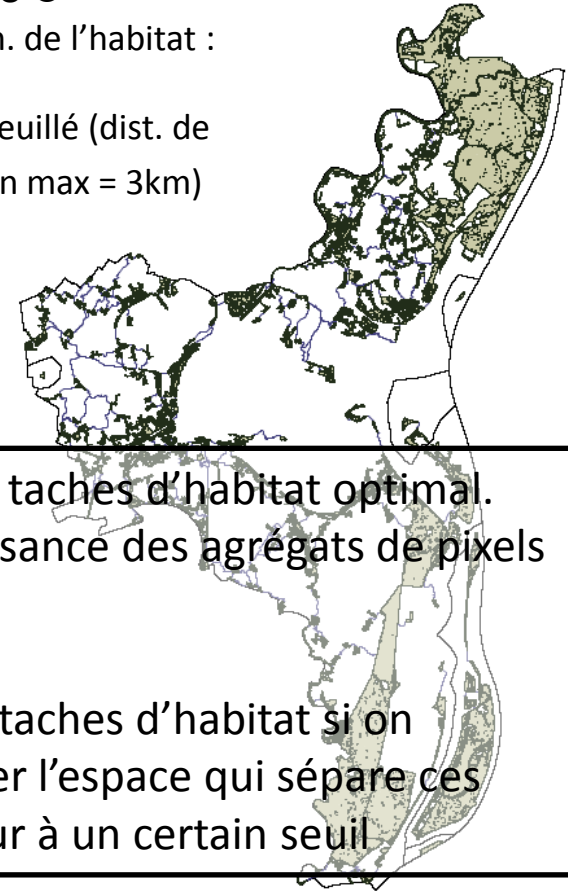 n. de l’habitat :
euillé (dist. de
n max = 3km)
taches d’habitat optimal.
sance des agrégats de pixels
taches d’habitat si on
er l’espace qui sépare ces
ur à un certain seuil